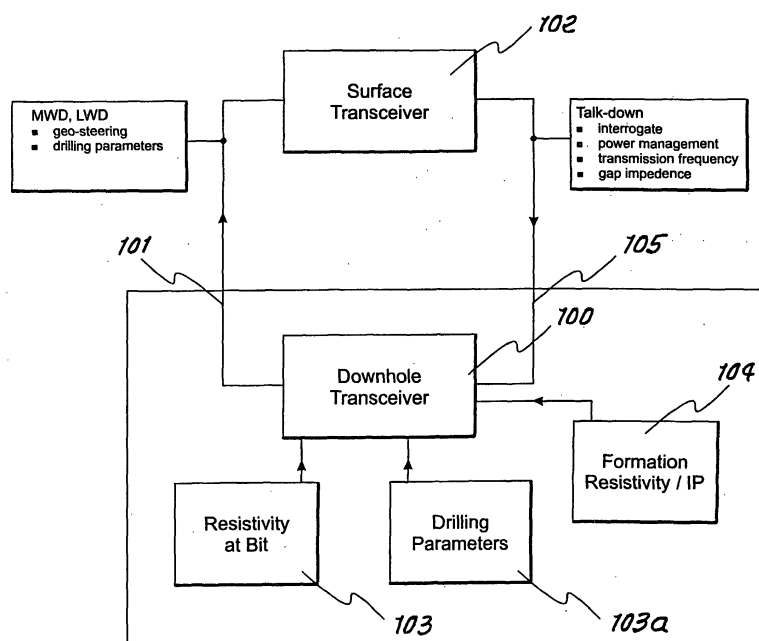 102
Surface
Transceiver
MWD, LWD
▪ geo-steering
▪ drilling parameters
Talk-down
▪ interrogate
▪ power management
▪ transmission frequency
▪ gap impedence
101
105
100
Downhole
Transceiver
104
Formation
Resistivity / IP
Resistivity
at Bit
Drilling
Parameters
103
103a